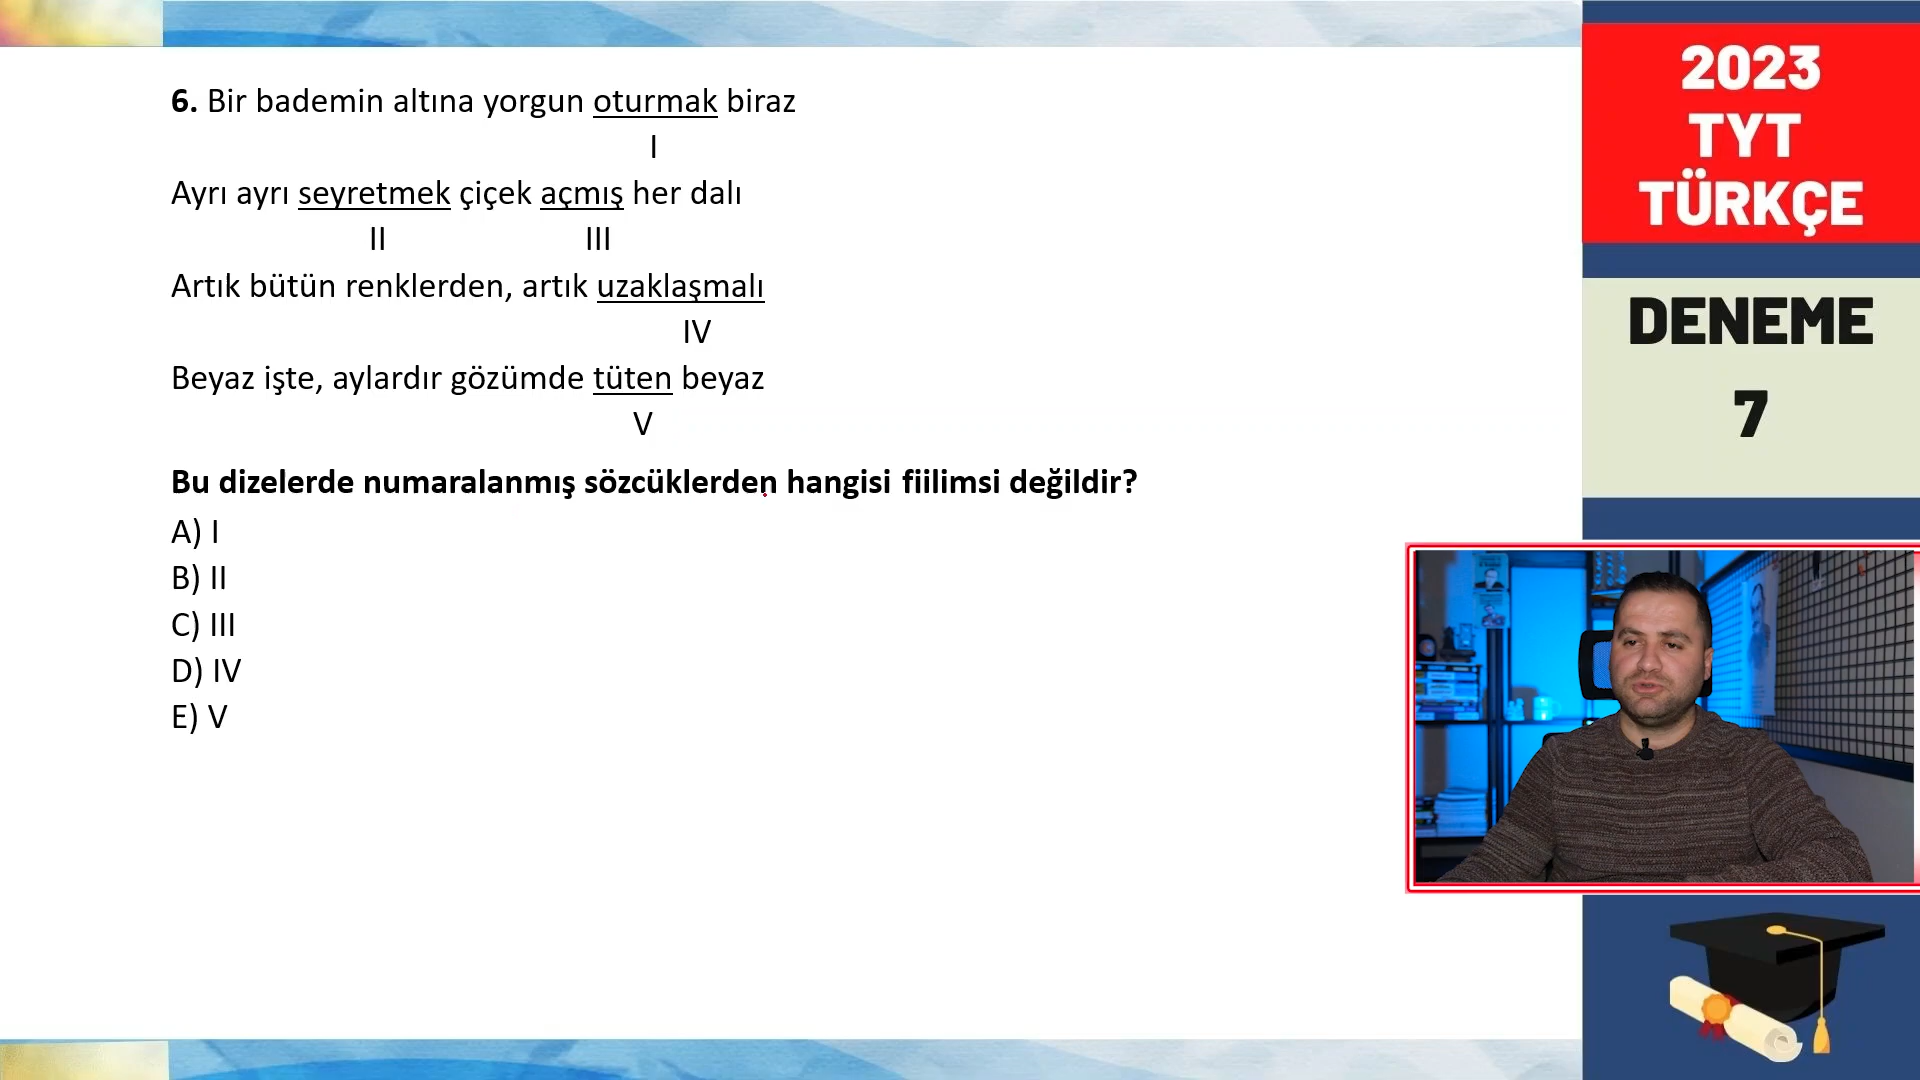 6. Bir bademin altına yorgun oturmak biraz
I
Ayrı ayrı seyretmek çiçek açmış her dalı
II III
Artık bütün renklerden, artık uzaklaşmalı
IV
Beyaz işte, aylardır gözümde tüten beyaz
V
Bu dizelerde numaralanmış sözcüklerden hangisi fiilimsi değildir?
A) I
B) II
C) III
D) IV
E) V
2023
TYT
TÜRKÇE
DENEME
7